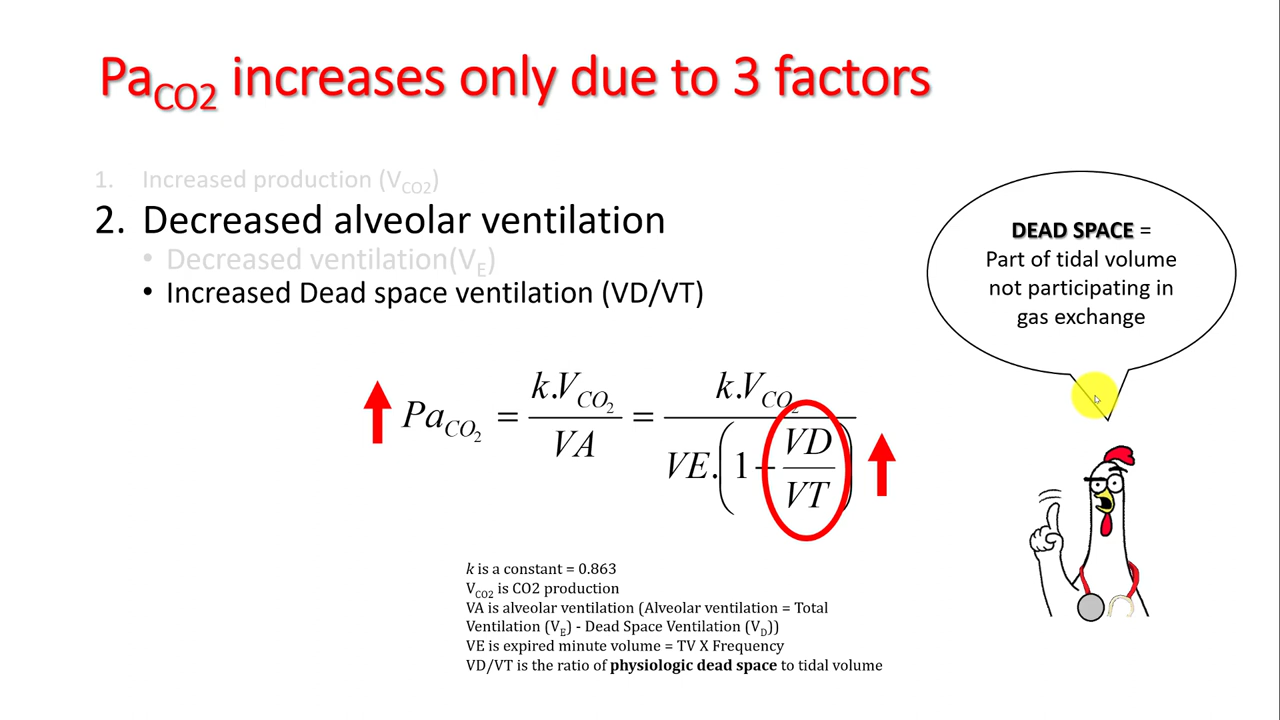 PaCO2 increases only due to 3 factors
1. Increased production (VCO2)
2. Decreased alveolar ventilation
• Decreased ventilation(VE)
• Increased Dead space ventilation (VD/VT)
DEAD SPACE =
Part of tidal volume
not participating in
gas exchange
PaCO2 = k.VCO2 / VA = k.VCO2 / VE.(1 − VD/VT)
k is a constant = 0.863
VCO2 is CO2 production
VA is alveolar ventilation (Alveolar ventilation = Total
Ventilation (VE) - Dead Space Ventilation (VD))
VE is expired minute volume = TV X Frequency
VD/VT is the ratio of physiologic dead space to tidal volume